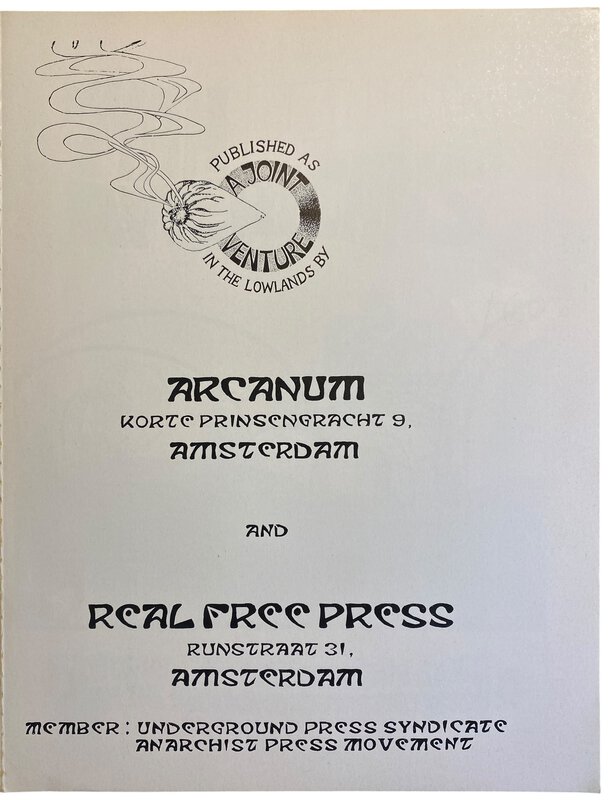 PUBLISHED AS
A JOINT
VENTURE
IN THE LOWLANDS BY
ARCANUM
KORTE PRINSENGRACHT 9,
AMSTERDAM
AND
REAL FREE PRESS
RUNSTRAAT 31,
AMSTERDAM
MEMBER: UNDERGROUND PRESS SYNDICATE
ANARCHIST PRESS MOVEMENT